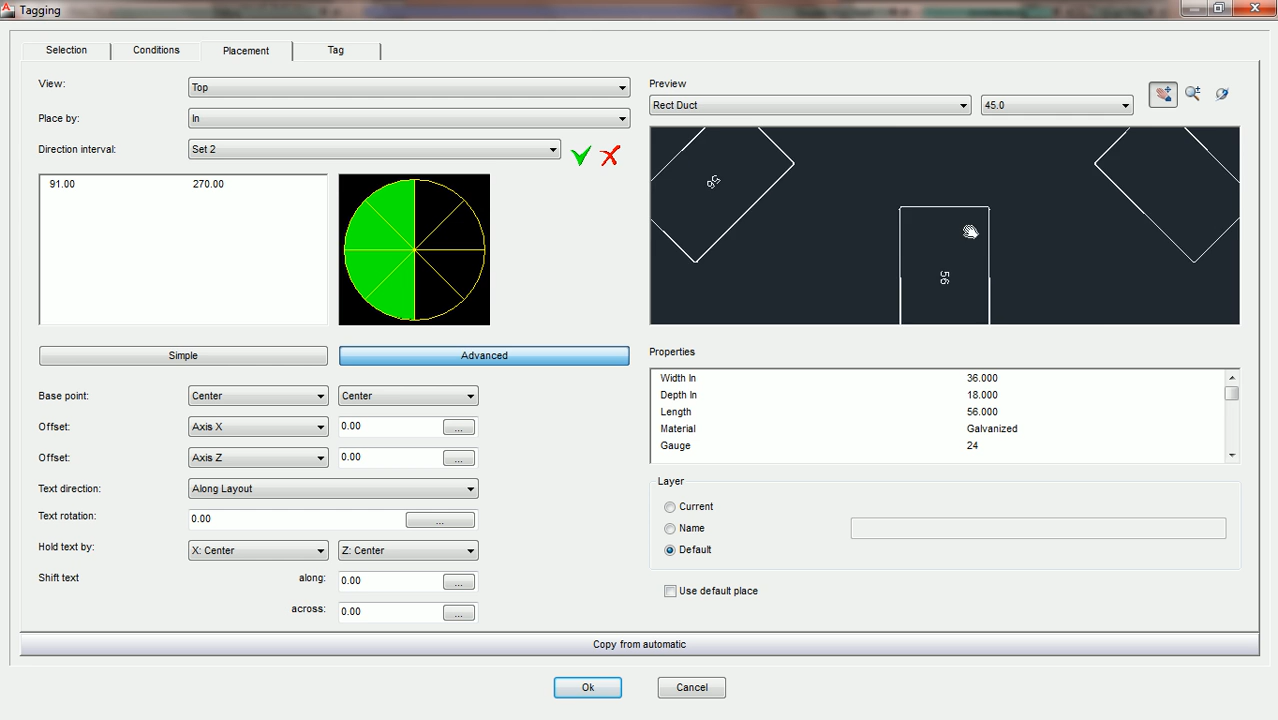 Tagging
Selection
Conditions
Placement
Tag
View:
Top
Place by:
In
Direction interval:
Set 2
91.00 270.00
Simple
Advanced
Base point:
Center
Center
Offset:
Axis X
0.00
...
Offset:
Axis Z
0.00
...
Text direction:
Along Layout
Text rotation:
0.00
...
Hold text by:
X: Center
Z: Center
Shift text
along:
0.00
...
across:
0.00
...
Preview
Rect Duct
45.0
56
56
Properties
Width In 36.000
Depth In 18.000
Length 56.000
Material Galvanized
Gauge 24
Layer
Current
Name
Default
Use default place
Copy from automatic
Ok
Cancel